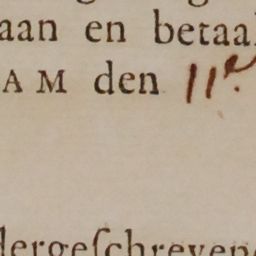 aan en betaal
AM den 11e.
dergeſchreven